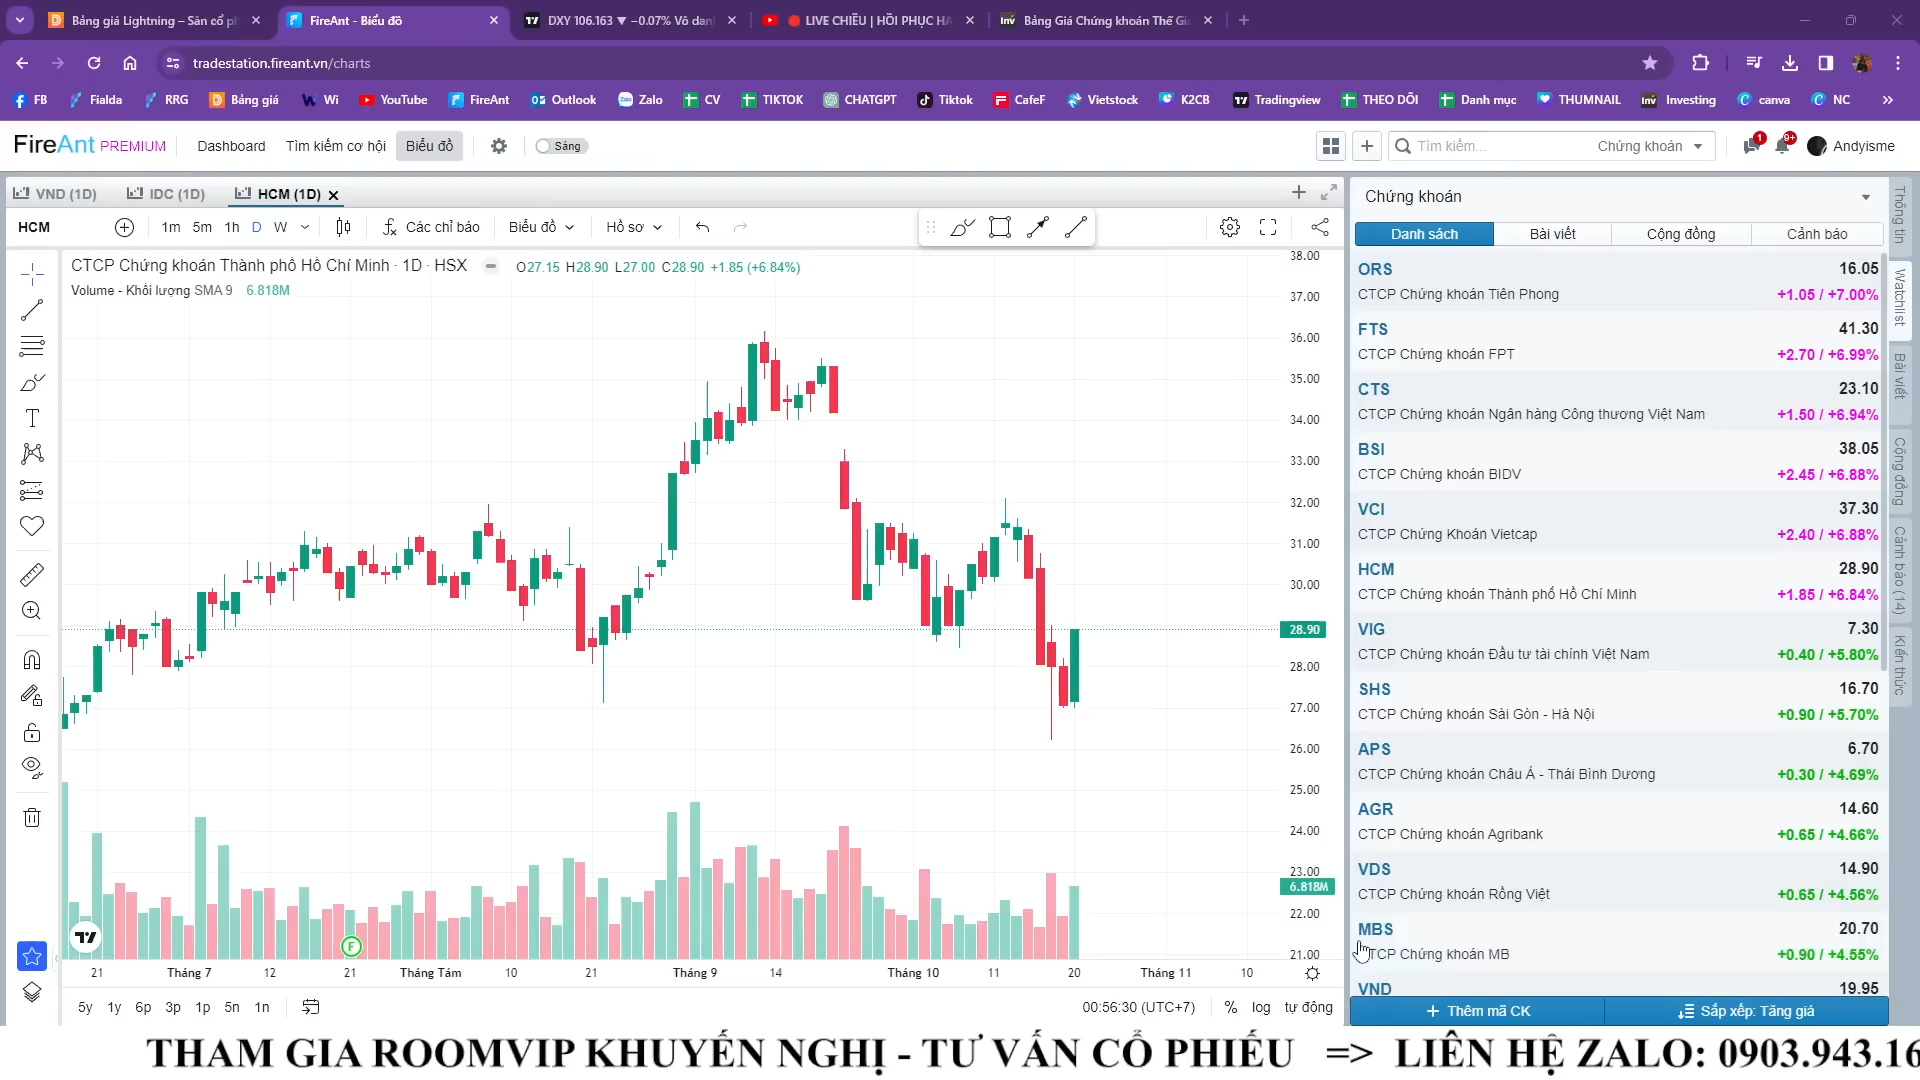 Bảng giá Lightning – Sàn cổ ph
FireAnt - Biểu đồ
DXY 106.163 ▼ −0.07% Vô danh
LIVE CHIỀU | HỒI PHỤC HA
Bảng Giá Chứng khoán Thế Gi
tradestation.fireant.vn/charts
FB Fialda RRG Bảng giá Wi YouTube FireAnt Outlook Zalo CV TIKTOK CHATGPT Tiktok CafeF Vietstock K2CB Tradingview THEO DÕI Danh mục THUMNAIL Investing canva NC
FireAnt PREMIUM Dashboard Tìm kiếm cơ hội Biểu đồ Sáng Tìm kiếm... Chứng khoán 1 9+ Andyisme
VND (1D) IDC (1D) HCM (1D)
HCM 1m 5m 1h D W Các chỉ báo Biểu đồ Hồ sơ
CTCP Chứng khoán Thành phố Hồ Chí Minh · 1D · HSX O27.15 H28.90 L27.00 C28.90 +1.85 (+6.84%)
Volume - Khối lượng SMA 9 6.818M
38.00
37.00
36.00
35.00
34.00
33.00
32.00
31.00
30.00
28.90
28.00
27.00
26.00
25.00
24.00
23.00
6.818M
22.00
21.00
F
21 Tháng 7 12 21 Tháng Tám 10 21 Tháng 9 14 Tháng 10 11 20 Tháng 11 10
5y 1y 6p 3p 1p 5n 1n 00:56:30 (UTC+7) % log tự động
Chứng khoán
Danh sách Bài viết Cộng đồng Cảnh báo
ORS 16.05
CTCP Chứng khoán Tiên Phong +1.05 / +7.00%
FTS 41.30
CTCP Chứng khoán FPT +2.70 / +6.99%
CTS 23.10
CTCP Chứng khoán Ngân hàng Công thương Việt Nam +1.50 / +6.94%
BSI 38.05
CTCP Chứng khoán BIDV +2.45 / +6.88%
VCI 37.30
CTCP Chứng Khoán Vietcap +2.40 / +6.88%
HCM 28.90
CTCP Chứng khoán Thành phố Hồ Chí Minh +1.85 / +6.84%
VIG 7.30
CTCP Chứng khoán Đầu tư tài chính Việt Nam +0.40 / +5.80%
SHS 16.70
CTCP Chứng khoán Sài Gòn - Hà Nội +0.90 / +5.70%
APS 6.70
CTCP Chứng khoán Châu Á - Thái Bình Dương +0.30 / +4.69%
AGR 14.60
CTCP Chứng khoán Agribank +0.65 / +4.66%
VDS 14.90
CTCP Chứng khoán Rồng Việt +0.65 / +4.56%
MBS 20.70
CTCP Chứng khoán MB +0.90 / +4.55%
VND 19.95
Thêm mã CK Sắp xếp: Tăng giá
Thông tin
Watchlist
Bài viết
Cộng đồng
Cảnh báo (14)
Kiến thức
THAM GIA ROOMVIP KHUYẾN NGHỊ - TƯ VẤN CỔ PHIẾU => LIÊN HỆ ZALO: 0903.943.16